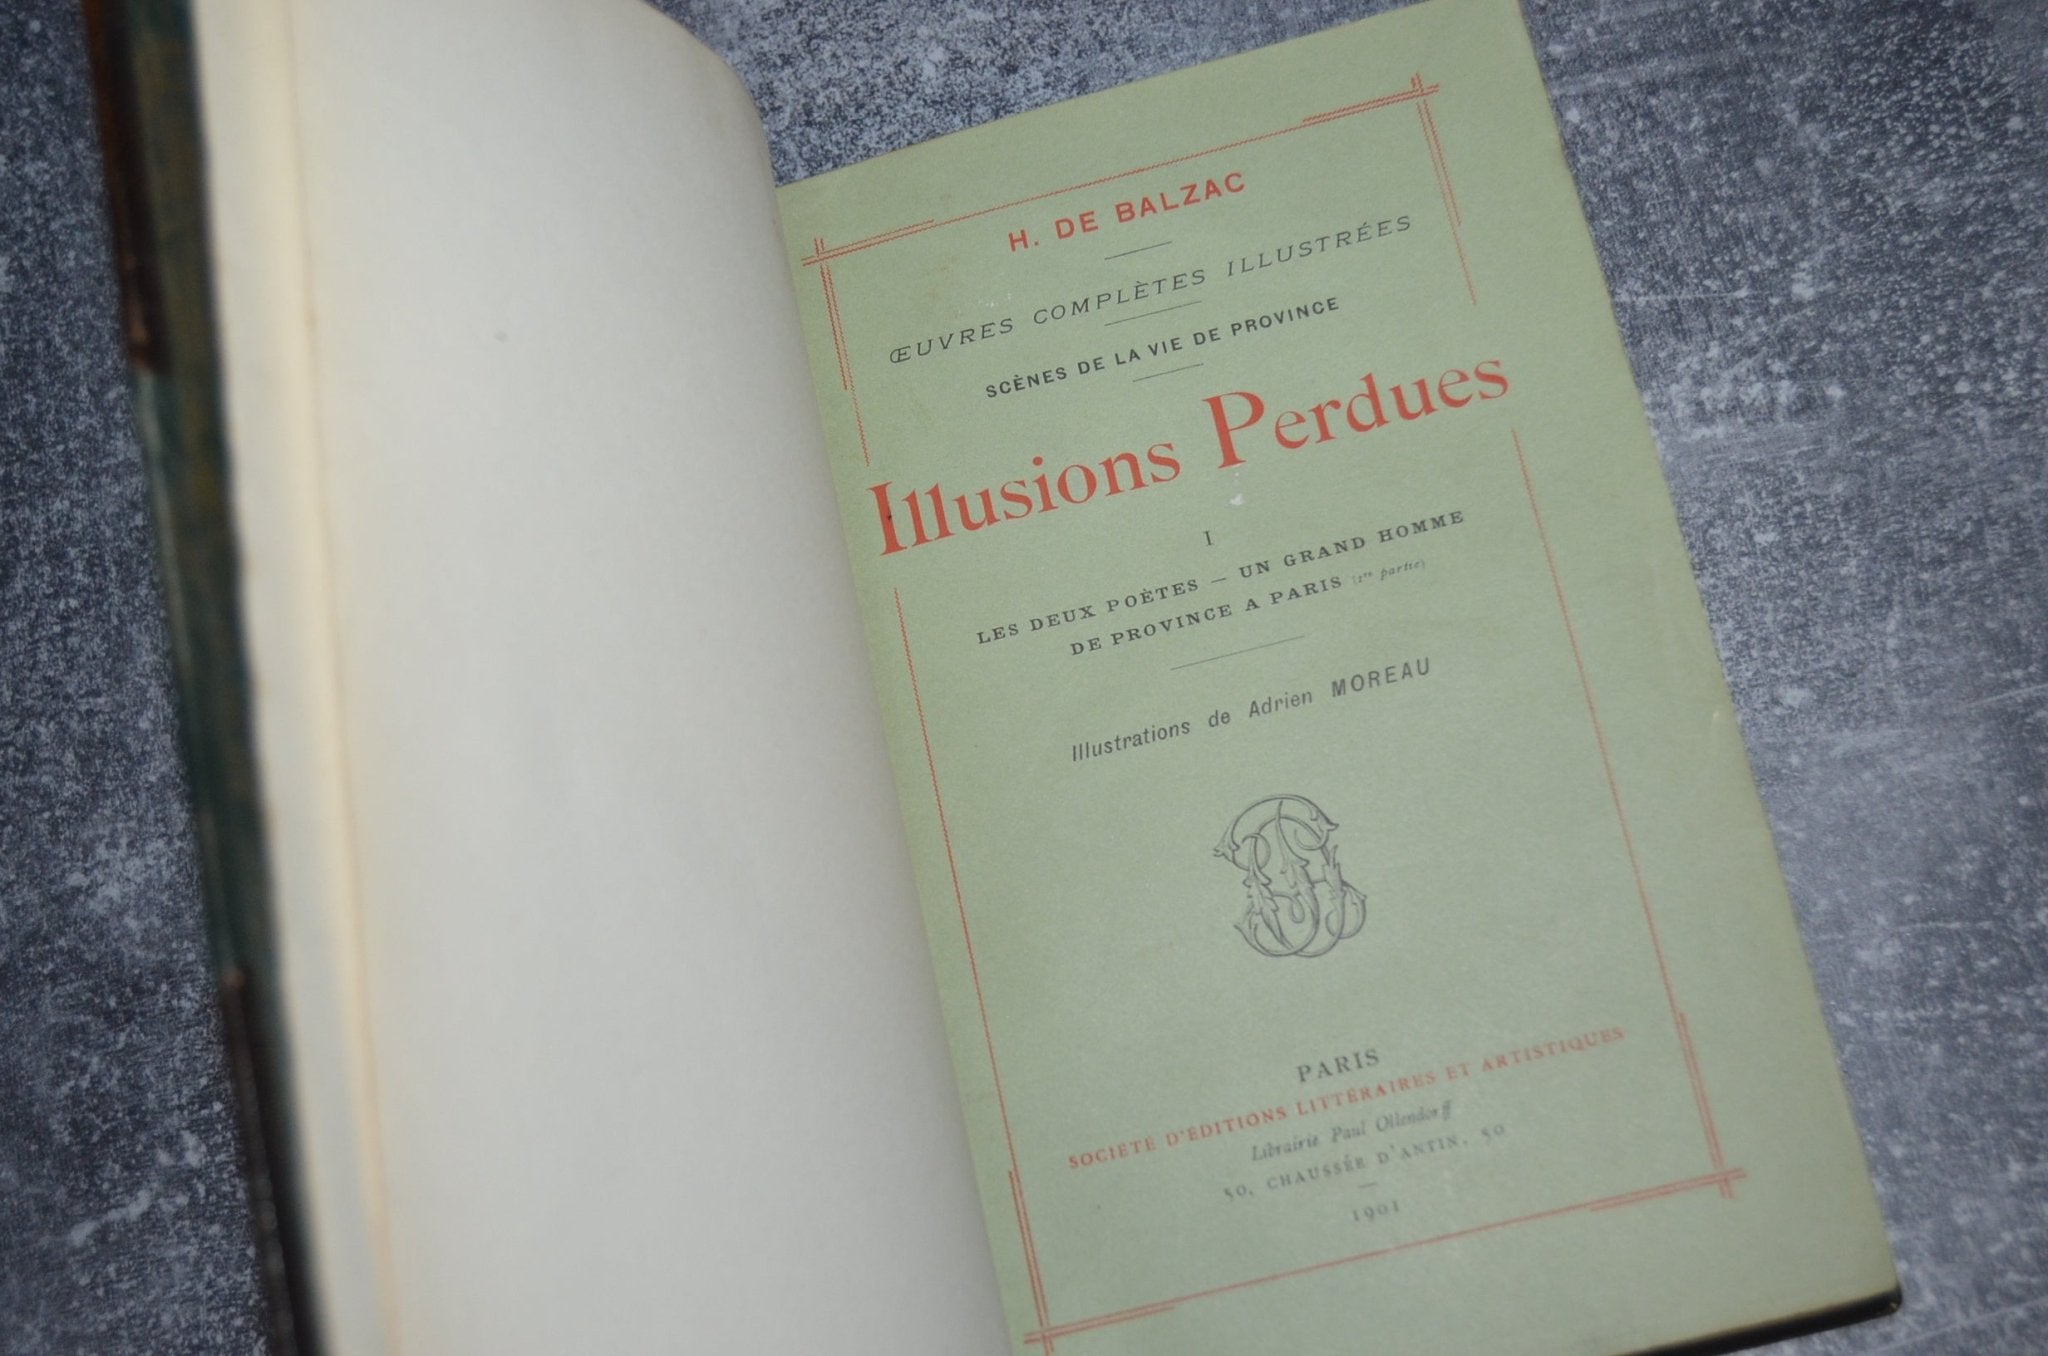 H. DE BALZAC
ŒUVRES COMPLÈTES ILLUSTRÉES
SCÈNES DE LA VIE DE PROVINCE
Illusions Perdues
I
LES DEUX POÈTES — UN GRAND HOMME
DE PROVINCE A PARIS (1re partie)
Illustrations de Adrien MOREAU
PARIS
SOCIÉTÉ D'ÉDITIONS LITTÉRAIRES ET ARTISTIQUES
Librairie Paul Ollendorff
50, CHAUSSÉE D'ANTIN, 50
1901